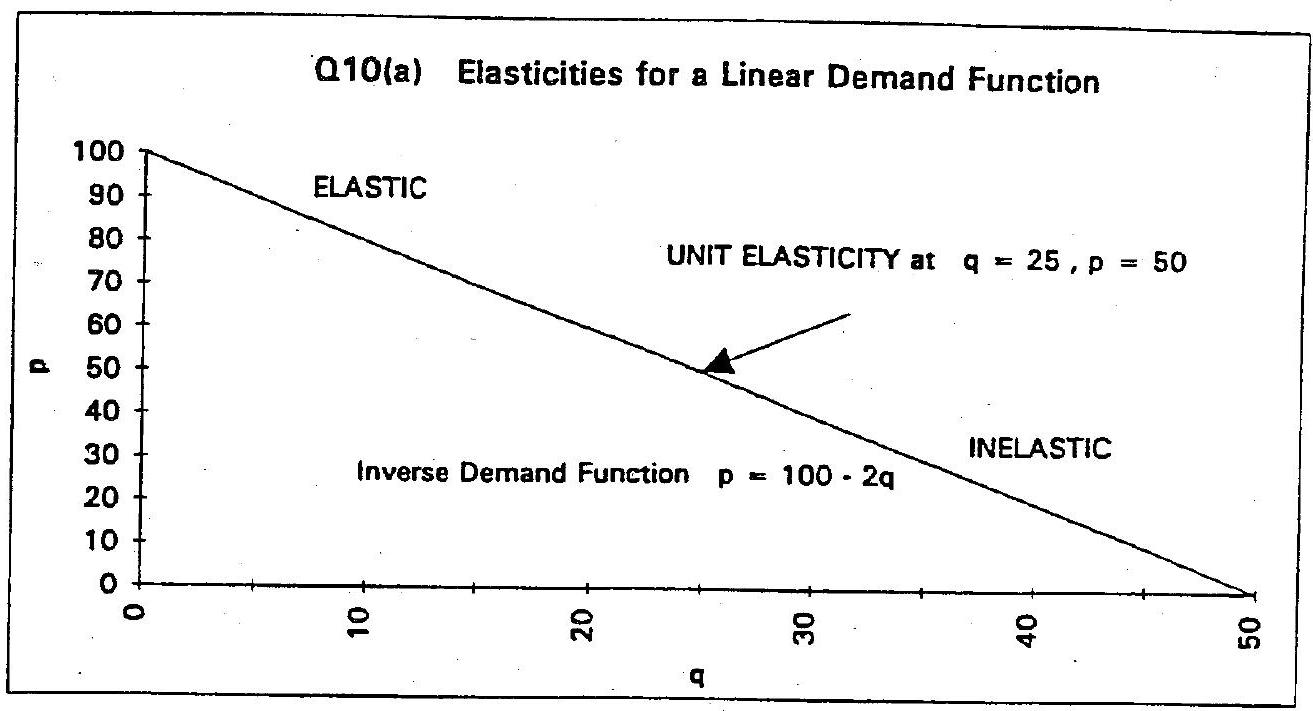 Q10(a) Elasticities for a Linear Demand Function
100
90
80
70
60
50
40
30
20
10
0
p
ELASTIC
UNIT ELASTICITY at q = 25 , p = 50
INELASTIC
Inverse Demand Function p = 100 - 2q
0
10
20
30
40
50
q